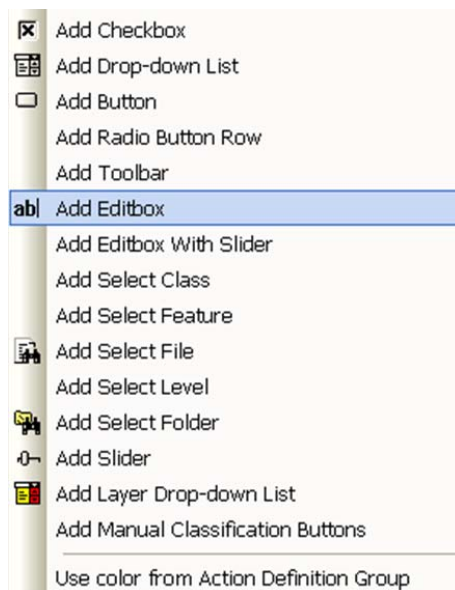 Add Checkbox
Add Drop-down List
Add Button
Add Radio Button Row
Add Toolbar
ab| Add Editbox
Add Editbox With Slider
Add Select Class
Add Select Feature
Add Select File
Add Select Level
Add Select Folder
Add Slider
Add Layer Drop-down List
Add Manual Classification Buttons
Use color from Action Definition Group